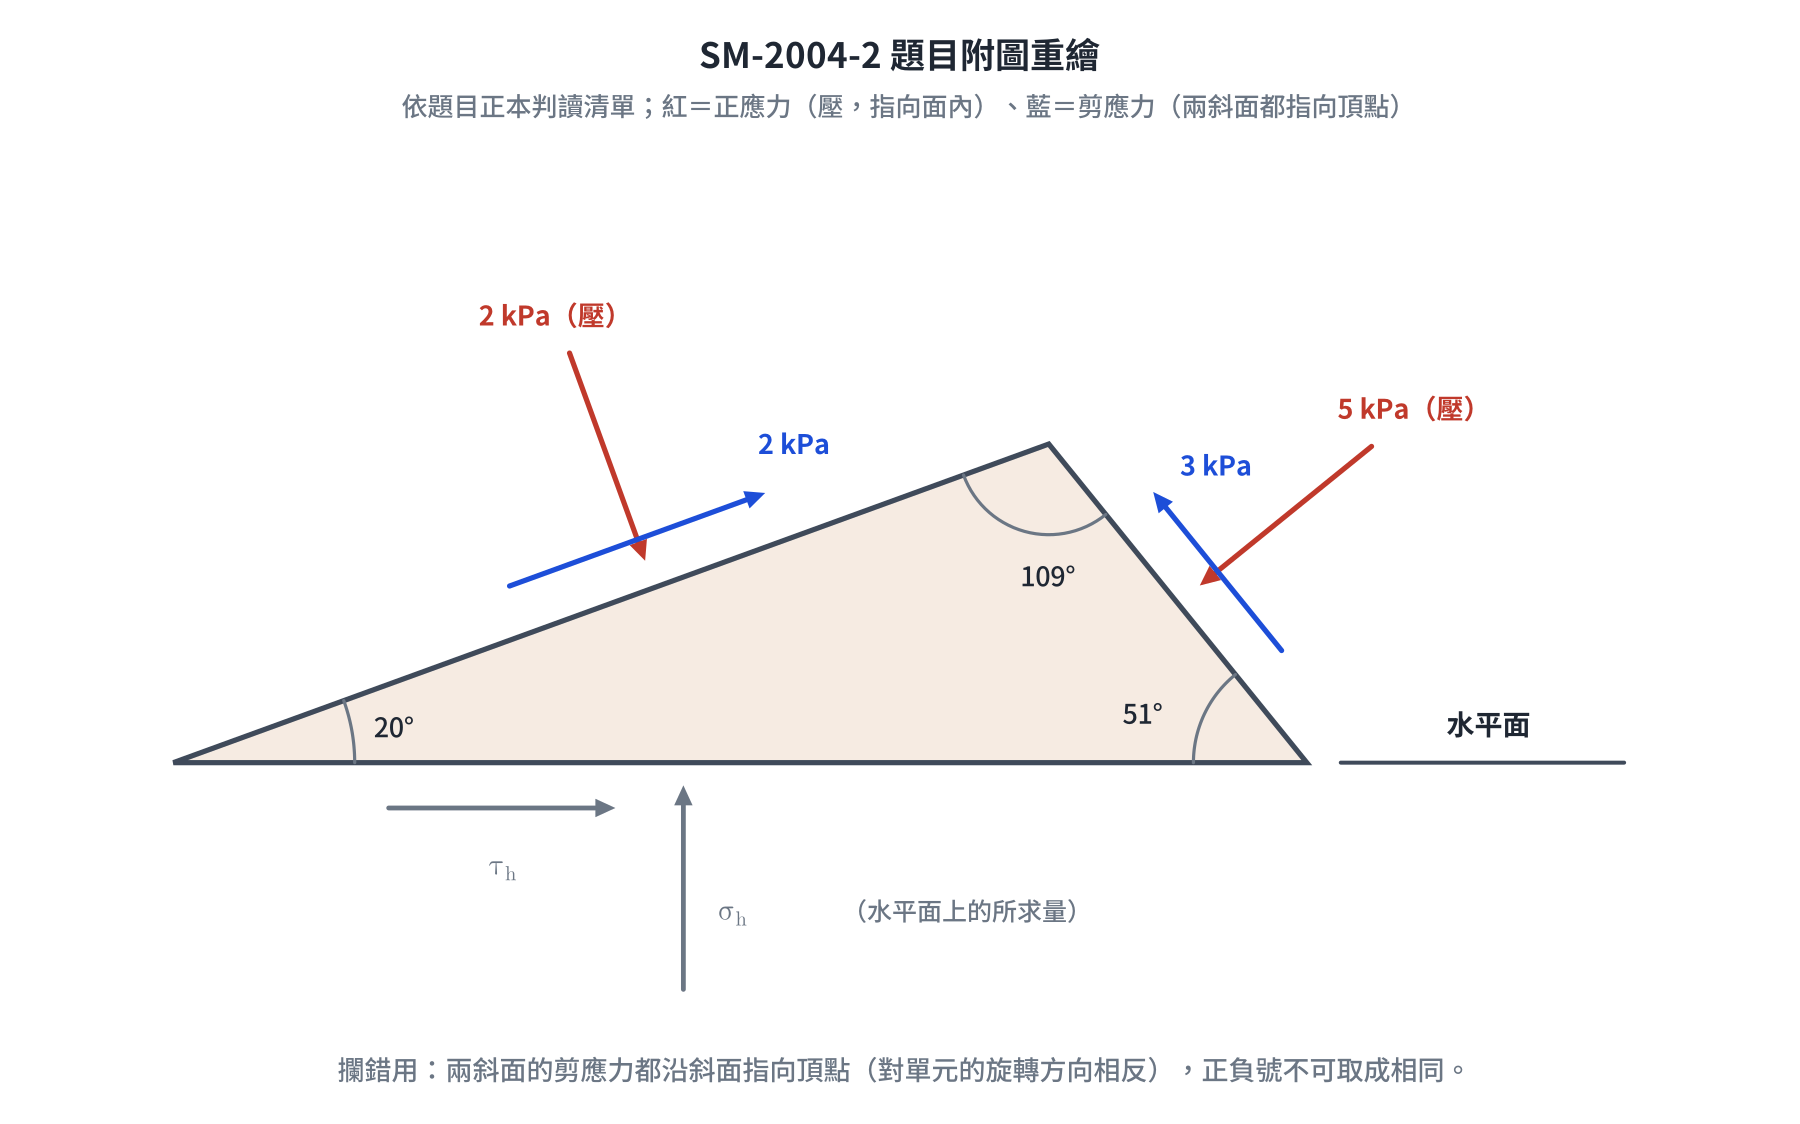 SM-2004-2 題目附圖重繪
依題目正本判讀清單；紅＝正應力（壓，指向面內）、藍＝剪應力（兩斜面都指向頂點）
2 kPa（壓）
5 kPa（壓）
2 kPa
3 kPa
109°
20°
51°
水平面
τh
σh
（水平面上的所求量）
攔錯用：兩斜面的剪應力都沿斜面指向頂點（對單元的旋轉方向相反），正負號不可取成相同。